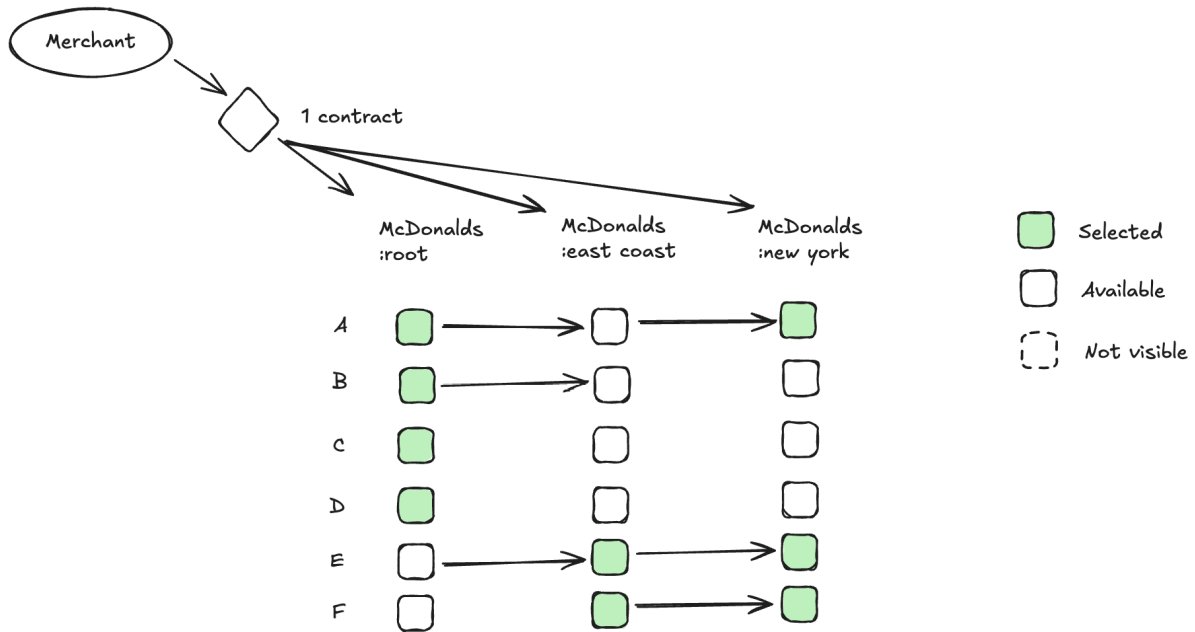 Merchant
1 contract
McDonalds
:root
McDonalds
:east coast
McDonalds
:new york
Selected
Available
Not visible
A
B
C
D
E
F